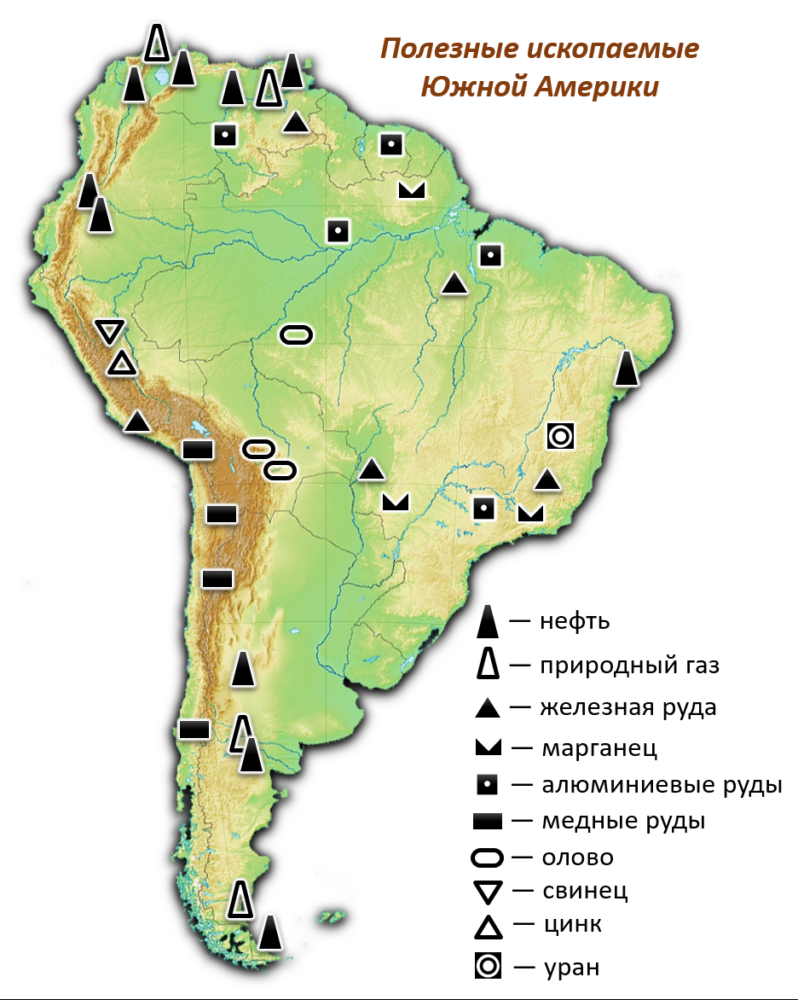 Полезные ископаемые
Южной Америки
— нефть
— природный газ
— железная руда
— марганец
— алюминиевые руды
— медные руды
— олово
— свинец
— цинк
— уран